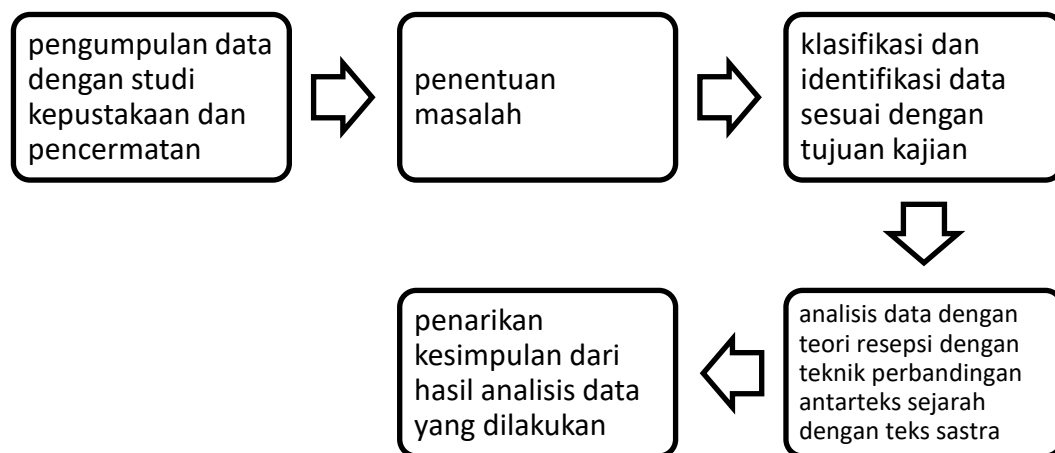 pengumpulan data
dengan studi
kepustakaan dan
pencermatan
penentuan
masalah
klasifikasi dan
identifikasi data
sesuai dengan
tujuan kajian
analisis data dengan
teori resepsi dengan
teknik perbandingan
antarteks sejarah
dengan teks sastra
penarikan
kesimpulan dari
hasil analisis data
yang dilakukan